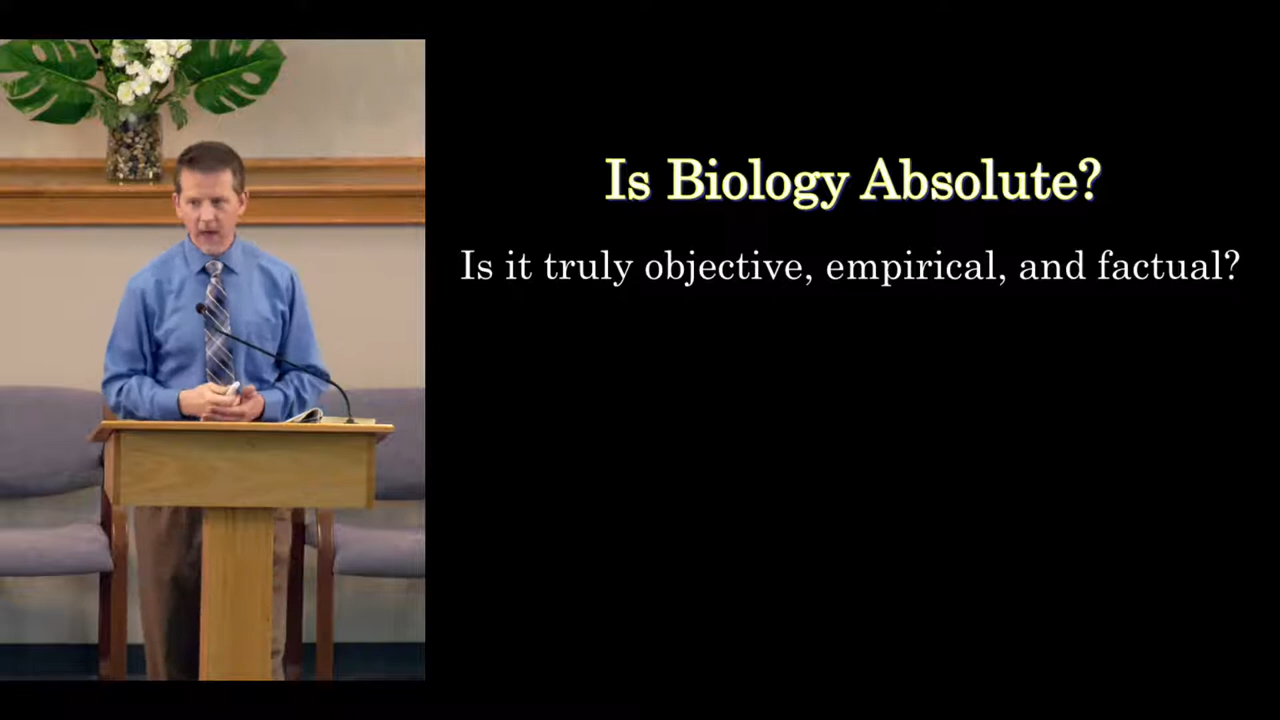 Is Biology Absolute?
Is it truly objective, empirical, and factual?